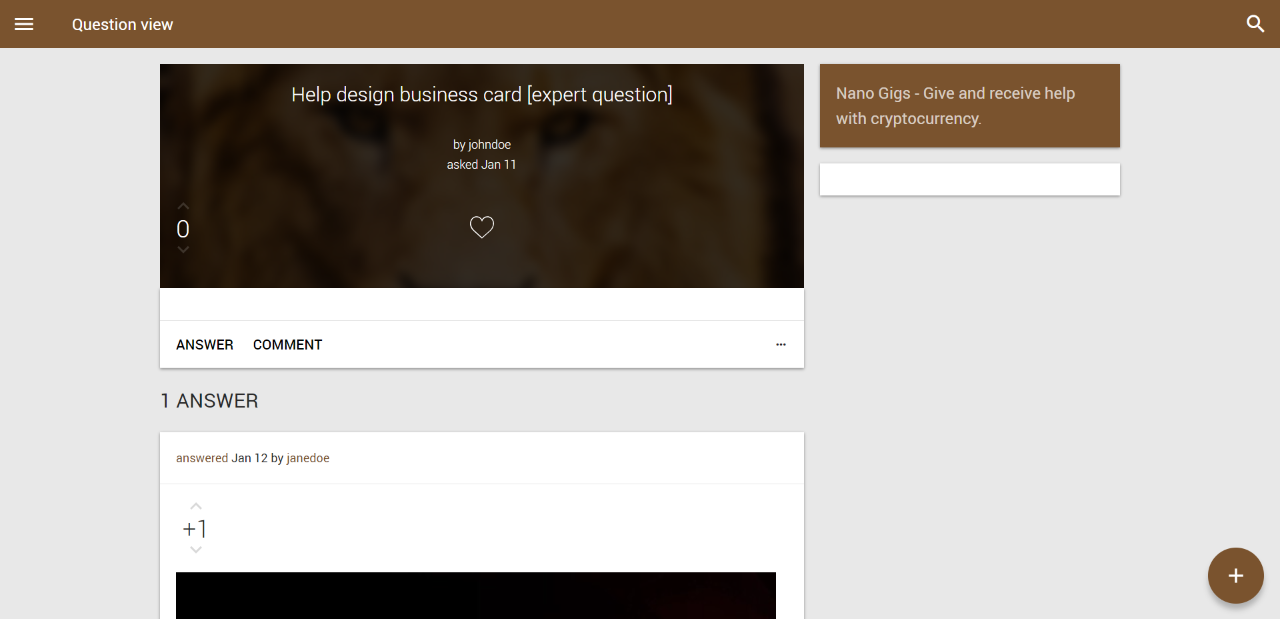 Question view
Help design business card [expert question]
by johndoe
asked Jan 11
0
ANSWER COMMENT
Nano Gigs - Give and receive help
with cryptocurrency.
1 ANSWER
answered Jan 12 by janedoe
+1